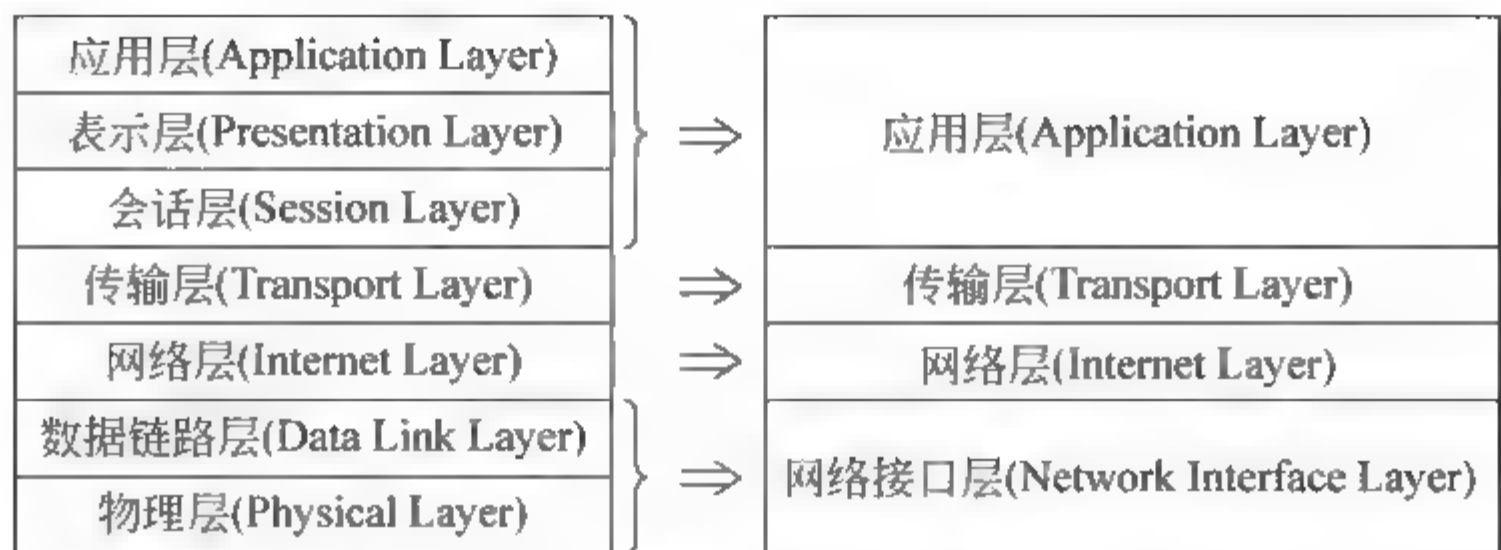 应用层(Application Layer)
表示层(Presentation Layer)
会话层(Session Layer)
传输层(Transport Layer)
网络层(Internet Layer)
数据链路层(Data Link Layer)
物理层(Physical Layer)
应用层(Application Layer)
传输层(Transport Layer)
网络层(Internet Layer)
网络接口层(Network Interface Layer)